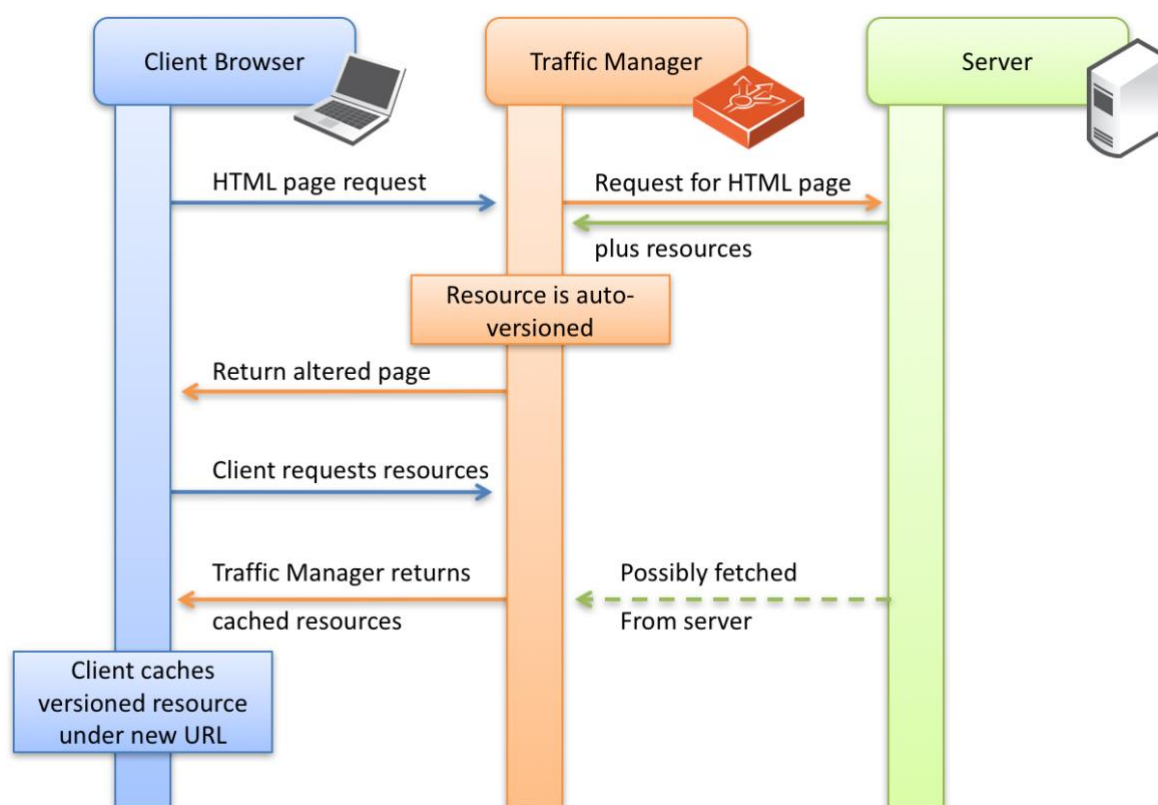 Client Browser
Traffic Manager
Server
HTML page request
Request for HTML page
plus resources
Resource is auto-
versioned
Return altered page
Client requests resources
Traffic Manager returns
cached resources
Possibly fetched
From server
Client caches
versioned resource
under new URL